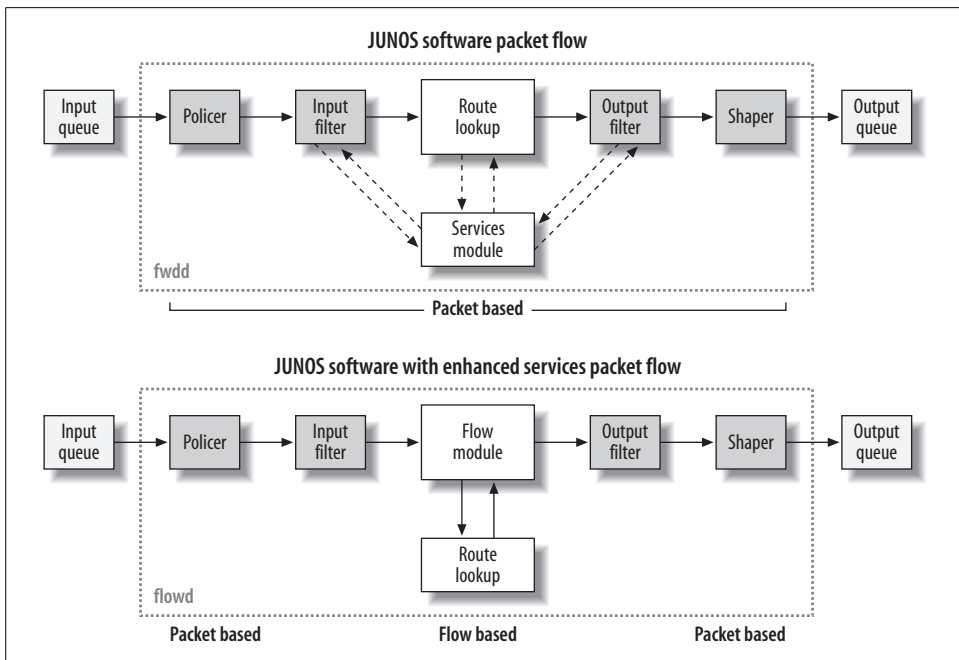 JUNOS software packet flow
Input
queue
Policer
Input
filter
Route
lookup
Output
filter
Shaper
Output
queue
Services
module
fwdd
Packet based
JUNOS software with enhanced services packet flow
Input
queue
Policer
Input
filter
Flow
module
Output
filter
Shaper
Output
queue
Route
lookup
flowd
Packet based
Flow based
Packet based